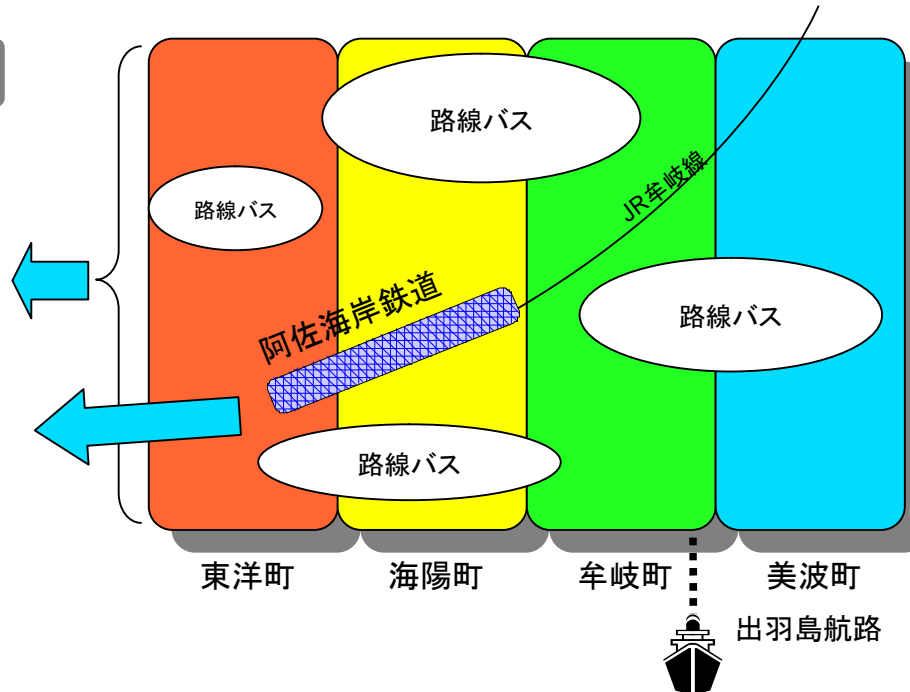 路線バス
JR牟岐線
路線バス
阿佐海岸鉄道
路線バス
路線バス
東洋町
海陽町
牟岐町
美波町
出羽島航路